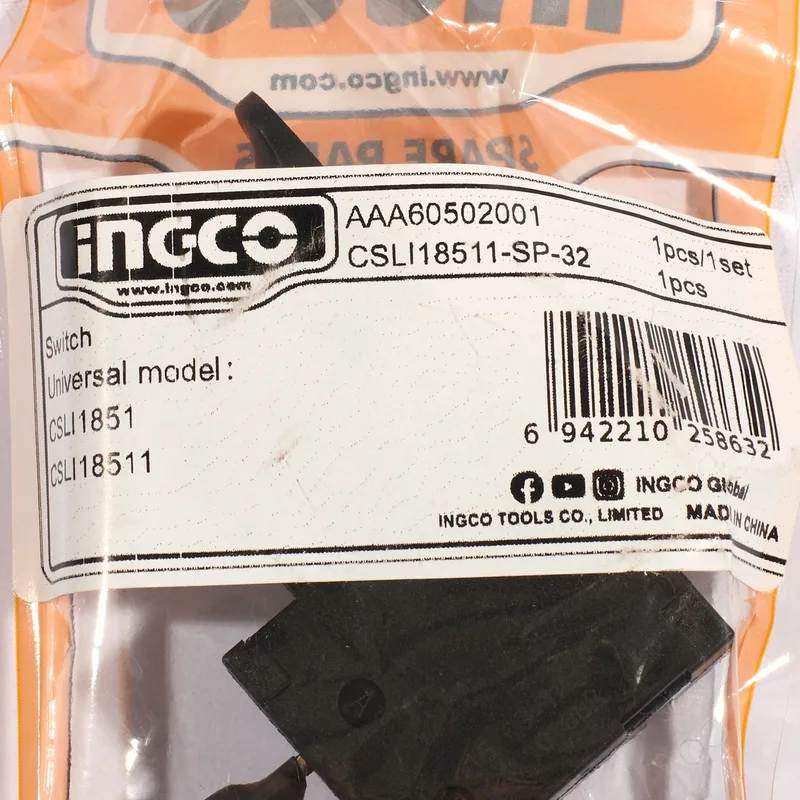 INGCO
www.ingco.com
SPARE PARTS
ingco
www.ingco.com
AAA60502001
CSLI18511-SP-32
1pcs/1set
1pcs
Switch
Universal model:
CSLI1851
CSLI18511
6 942210 258632
INGCO Global
INGCO TOOLS CO., LIMITED MADE IN CHINA
A